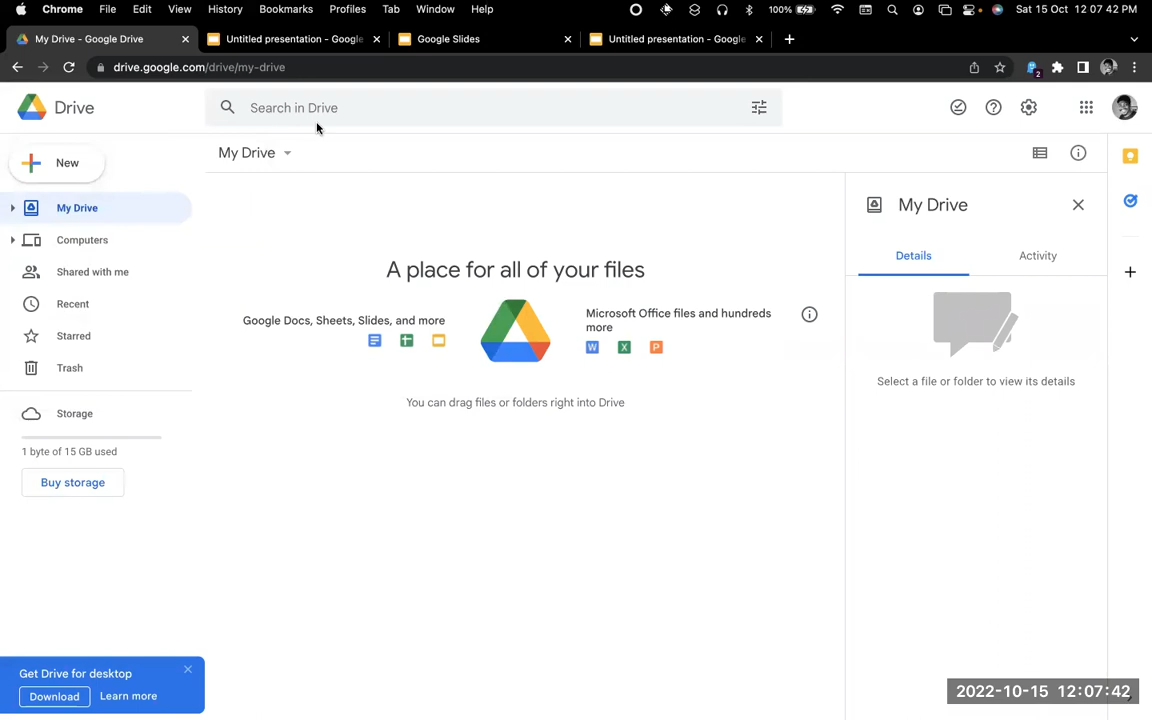 Chrome File Edit View History Bookmarks Profiles Tab Window Help 100% Sat 15 Oct 12 07 42 PM
My Drive - Google Drive Untitled presentation - Google Google Slides Untitled presentation - Google
drive.google.com/drive/my-drive 2
Drive Search in Drive
New
My Drive
Computers
Shared with me
Recent
Starred
Trash
Storage
1 byte of 15 GB used
Buy storage
My Drive
A place for all of your files
Google Docs, Sheets, Slides, and more
Microsoft Office files and hundreds
more
W X P
You can drag files or folders right into Drive
My Drive
Details Activity
Select a file or folder to view its details
Get Drive for desktop
Download Learn more
2022-10-15 12:07:42